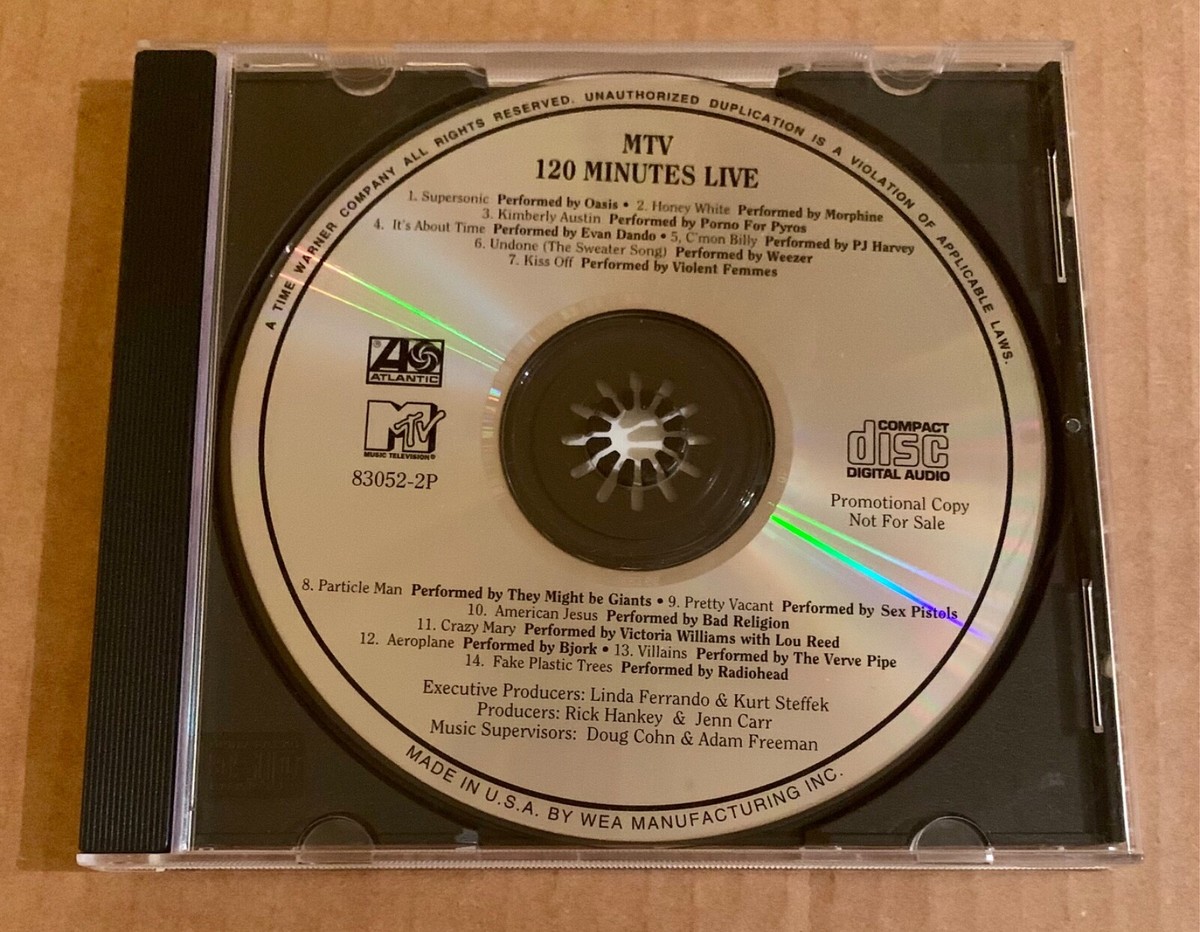 A TIME WARNER COMPANY ALL RIGHTS RESERVED. UNAUTHORIZED DUPLICATION IS A VIOLATION OF APPLICABLE LAWS.
MTV
120 MINUTES LIVE
1. Supersonic Performed by Oasis • 2. Honey White Performed by Morphine
3. Kimberly Austin Performed by Porno For Pyros
4. It's About Time Performed by Evan Dando • 5, C'mon Billy Performed by PJ Harvey
6. Undone (The Sweater Song) Performed by Weezer
7. Kiss Off Performed by Violent Femmes
ATLANTIC
MTV
MUSIC TELEVISION®
83052-2P
COMPACT
disc
DIGITAL AUDIO
Promotional Copy
Not For Sale
8. Particle Man Performed by They Might be Giants • 9. Pretty Vacant Performed by Sex Pistols
10. American Jesus Performed by Bad Religion
11. Crazy Mary Performed by Victoria Williams with Lou Reed
12. Aeroplane Performed by Bjork • 13. Villains Performed by The Verve Pipe
14. Fake Plastic Trees Performed by Radiohead
Executive Producers: Linda Ferrando & Kurt Steffek
Producers: Rick Hankey & Jenn Carr
Music Supervisors: Doug Cohn & Adam Freeman
MADE IN U.S.A. BY WEA MANUFACTURING INC.